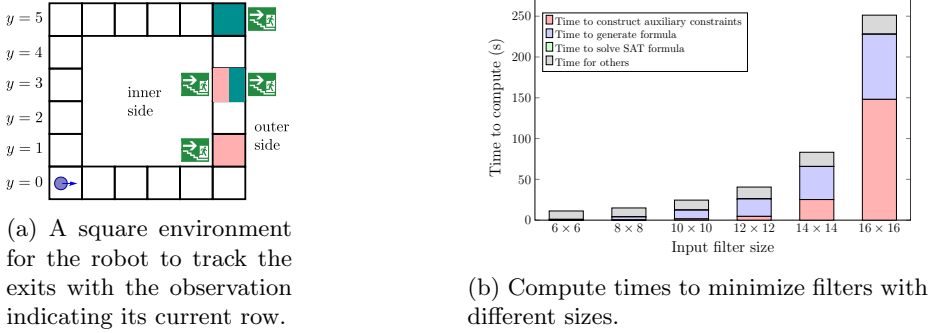 y = 5
y = 4
y = 3
y = 2
y = 1
y = 0
inner
side
outer
side
(a) A square environment
for the robot to track the
exits with the observation
indicating its current row.
Time to compute (s)
250
200
150
100
50
0
Time to construct auxiliary constraints
Time to generate formula
Time to solve SAT formula
Time for others
6 × 6 8 × 8 10 × 10 12 × 12 14 × 14 16 × 16
Input filter size
(b) Compute times to minimize filters with
different sizes.